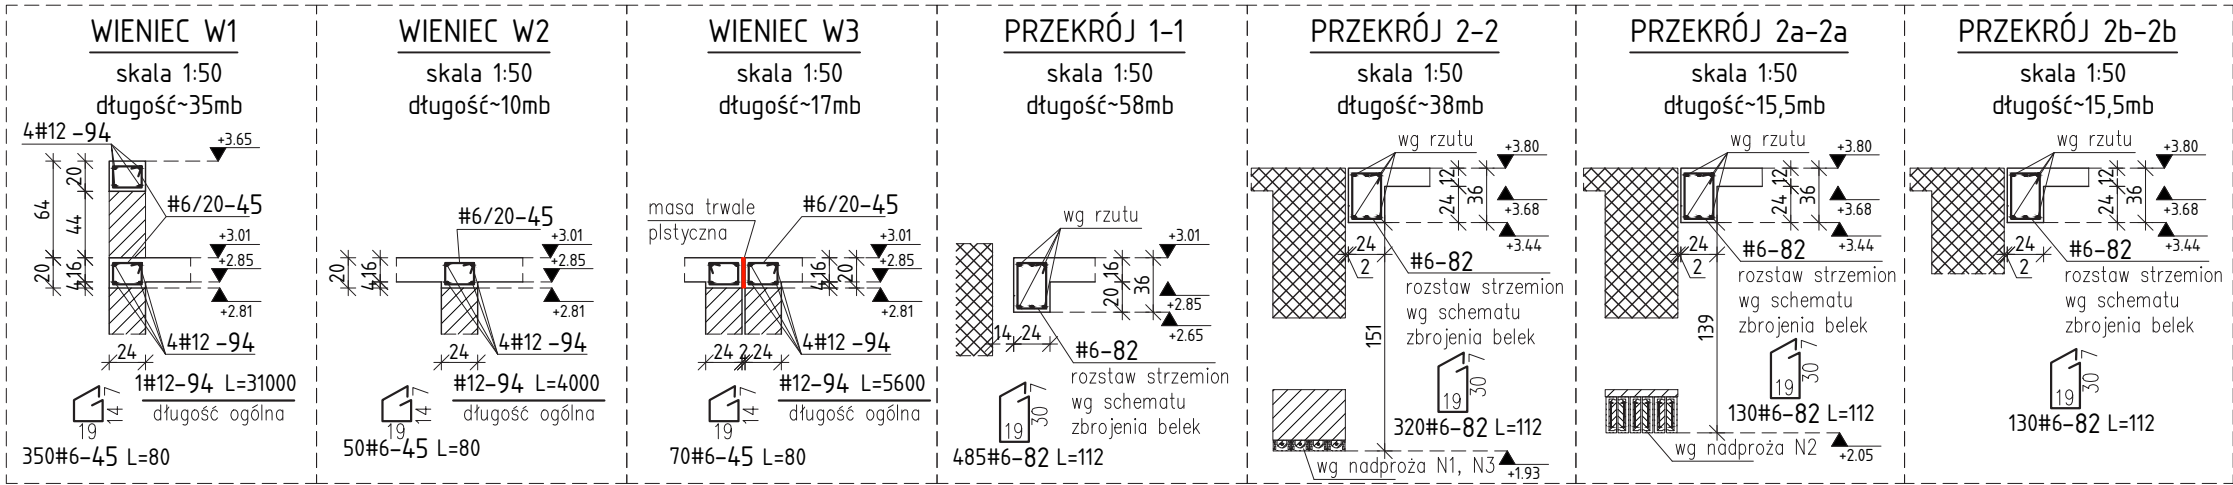 WIENIEC W1
skala 1:50
długość~35mb
4#12 -94
+3.65
20
64
44
#6/20-45
+3.01
+2.85
+2.81
20
4
16
4#12 -94
24
1#12-94 L=31000
długość ogólna
7
14
19
350#6-45 L=80
WIENIEC W2
skala 1:50
długość~10mb
#6/20-45
+3.01
+2.85
+2.81
20
4
16
4#12 -94
24
#12-94 L=4000
długość ogólna
7
14
19
50#6-45 L=80
WIENIEC W3
skala 1:50
długość~17mb
masa trwale
plstyczna
#6/20-45
+3.01
+2.85
+2.81
4
16
20
4#12 -94
24
2
24
#12-94 L=5600
długość ogólna
7
14
19
70#6-45 L=80
PRZEKRÓJ 1-1
skala 1:50
długość~58mb
wg rzutu
+3.01
16
36
20
+2.85
+2.65
14
24
#6-82
rozstaw strzemion
wg schematu
zbrojenia belek
7
30
19
485#6-82 L=112
PRZEKRÓJ 2-2
skala 1:50
długość~38mb
wg rzutu
+3.80
12
36
24
+3.68
+3.44
24
2
#6-82
rozstaw strzemion
wg schematu
zbrojenia belek
151
7
30
19
320#6-82 L=112
wg nadproża N1, N3
+1.93
PRZEKRÓJ 2a-2a
skala 1:50
długość~15,5mb
wg rzutu
+3.80
12
36
24
+3.68
+3.44
24
2
#6-82
rozstaw strzemion
wg schematu
zbrojenia belek
139
7
30
19
130#6-82 L=112
wg nadproża N2
+2.05
PRZEKRÓJ 2b-2b
skala 1:50
długość~15,5mb
wg rzutu
+3.80
12
36
24
+3.68
+3.44
24
2
#6-82
rozstaw strzemion
wg schematu
zbrojenia belek
7
30
19
130#6-82 L=112